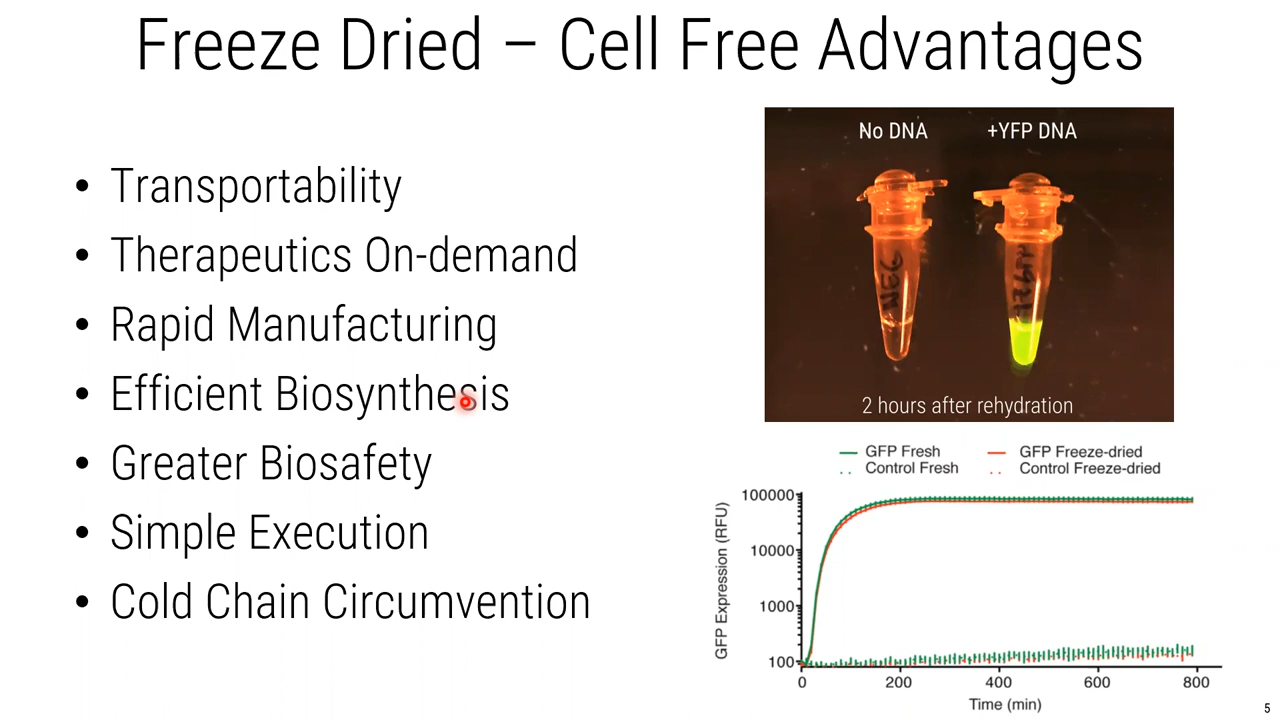 Freeze Dried – Cell Free Advantages
• Transportability
• Therapeutics On-demand
• Rapid Manufacturing
• Efficient Biosynthesis
• Greater Biosafety
• Simple Execution
• Cold Chain Circumvention
No DNA
+YFP DNA
NEG
2 hours after rehydration
GFP Fresh
GFP Freeze-dried
Control Fresh
Control Freeze-dried
GFP Expression (RFU)
100000
10000
1000
100
0
200
400
600
800
Time (min)
5